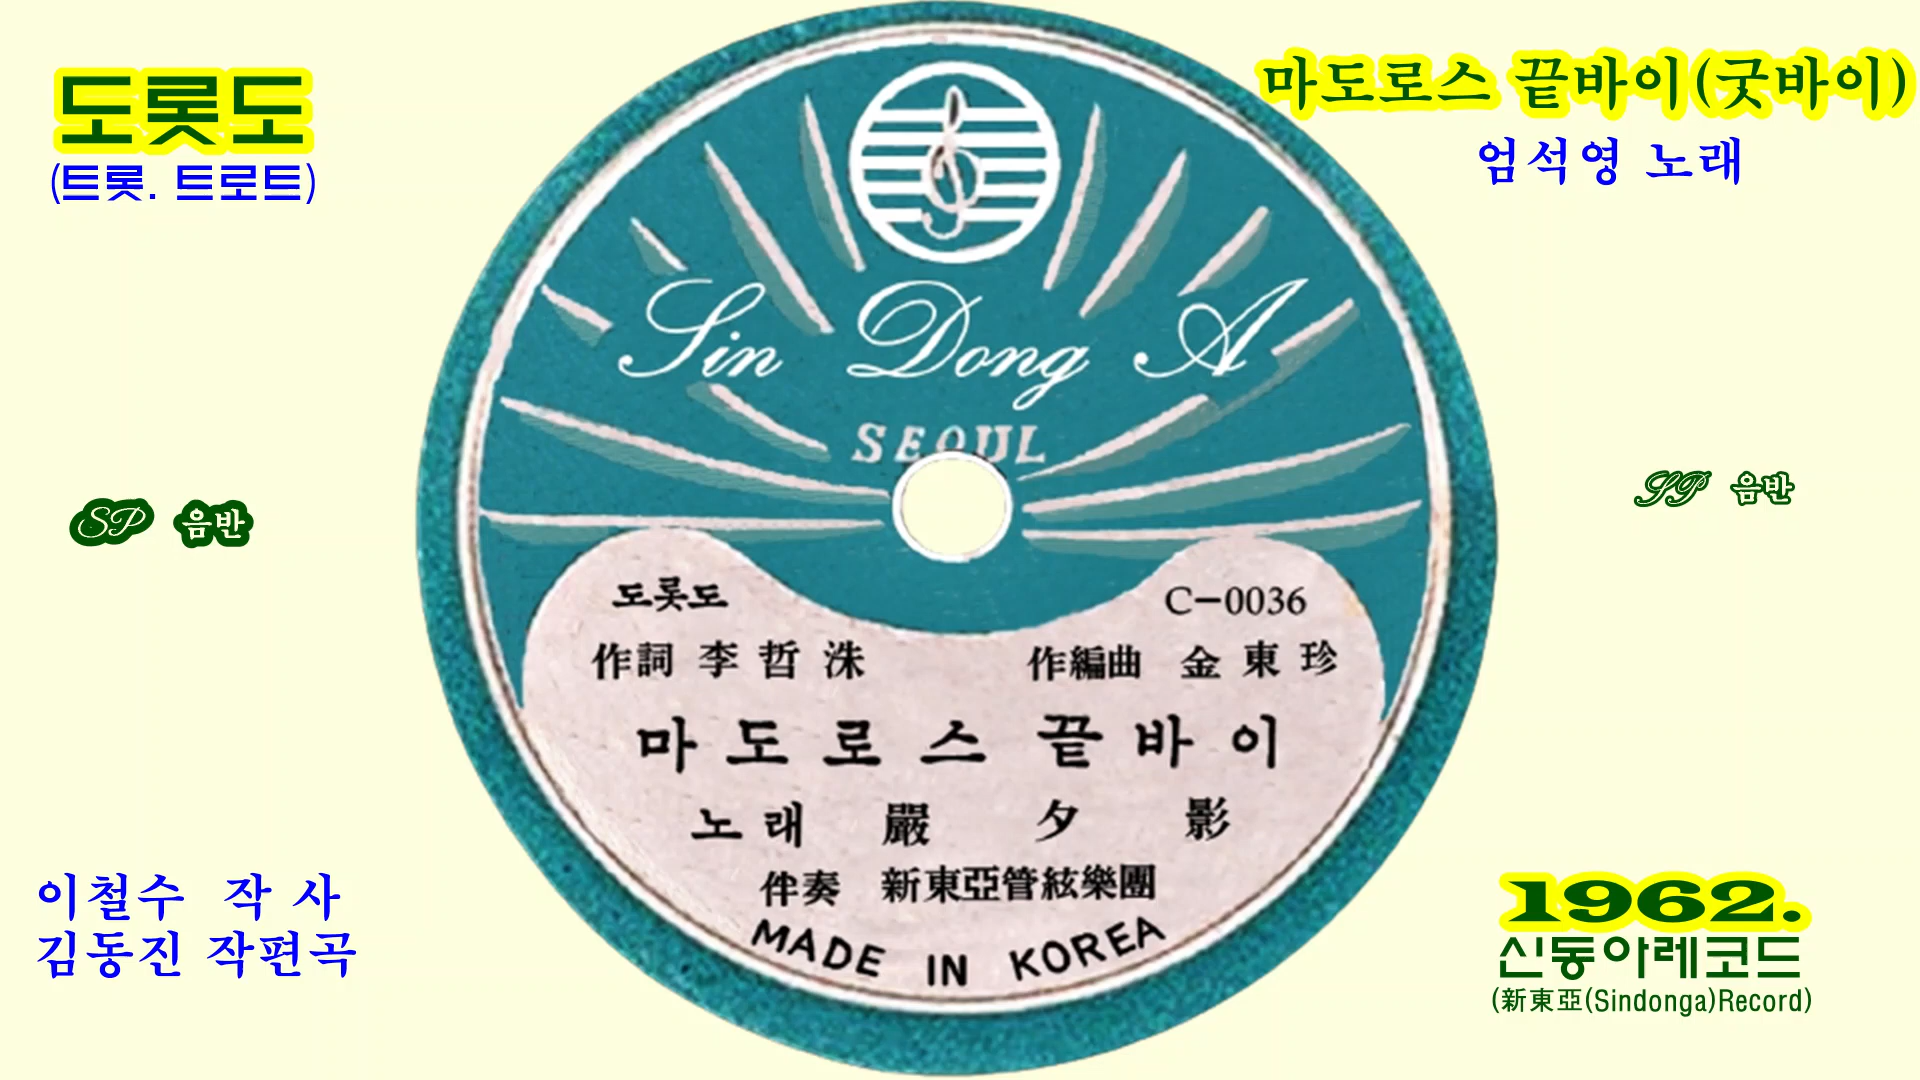 도롯도
(트롯. 트로트)
마도로스 끝바이(굿바이)
엄석영 노래
Sin Dong A
SEOUL
SP 음반
SP 음반
도롯도
C-0036
作詞 李哲洙
作編曲 金東珍
마도로스 끝바이
노래 嚴夕影
伴奏 新東亞管絃樂團
MADE IN KOREA
이철수 작사
김동진 작편곡
1962.
신동아레코드
(新東亞(Sindonga)Record)